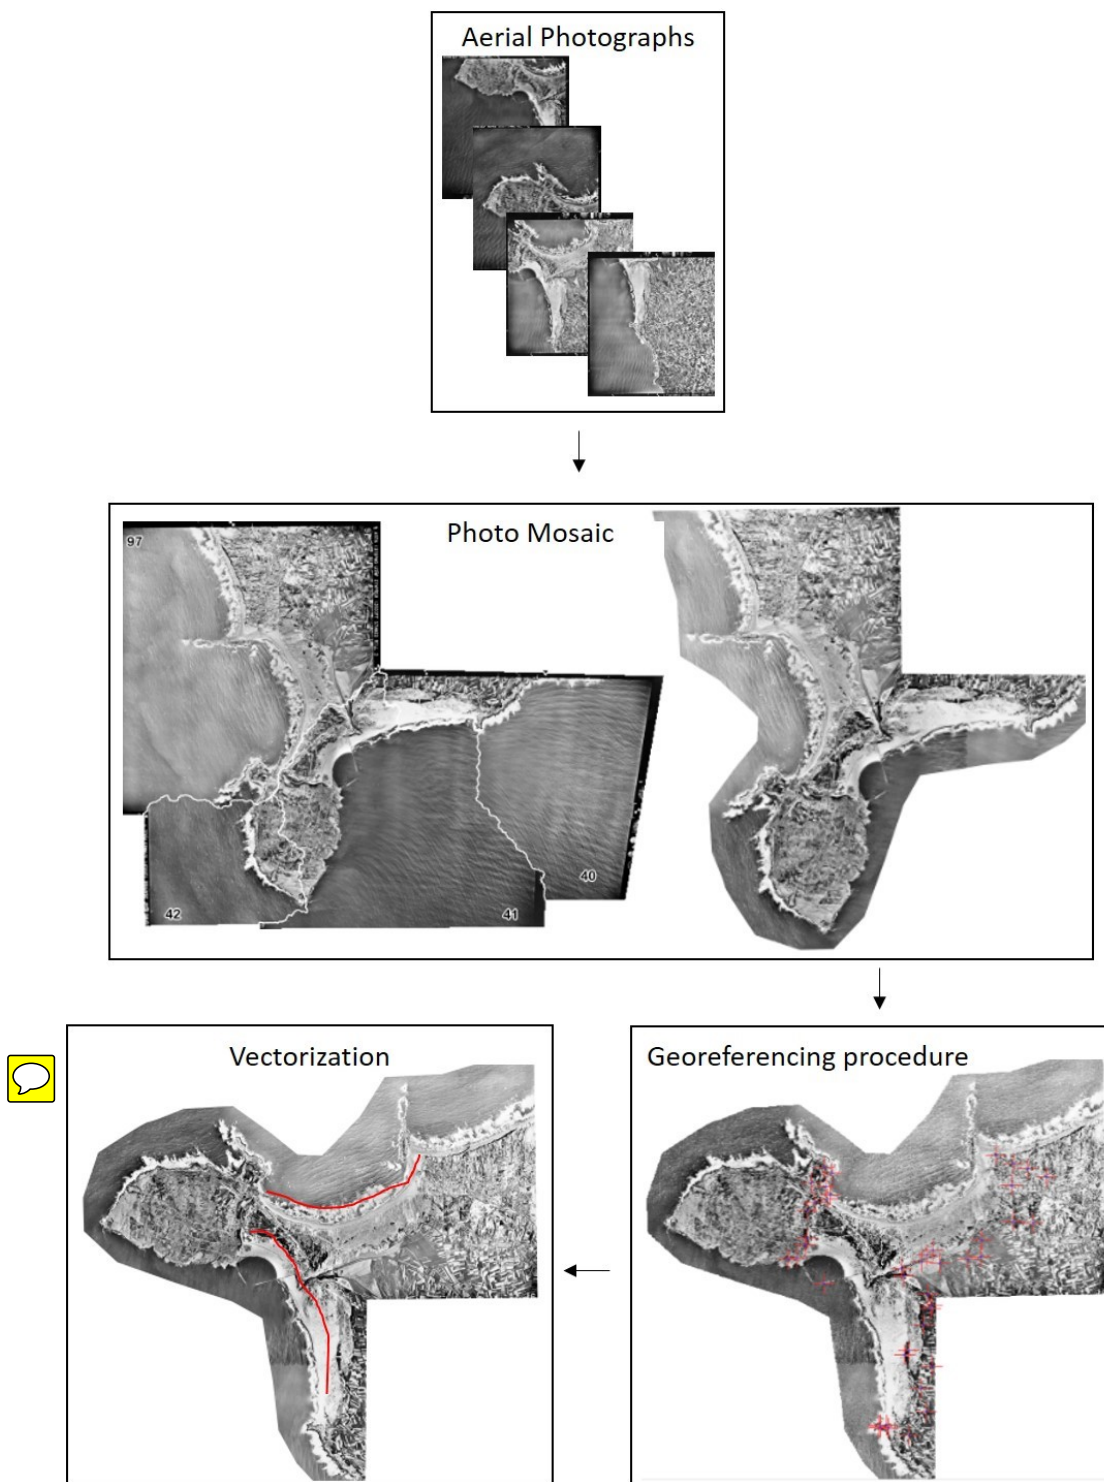 Aerial Photographs
Photo Mosaic
97
40
42
41
Vectorization
Georeferencing procedure